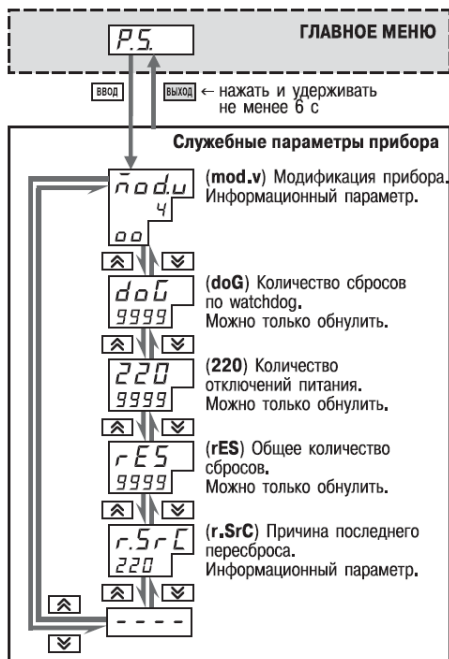 P.S.
ГЛАВНОЕ МЕНЮ
ВВОД
ВЫХОД
← нажать и удерживать
не менее 6 с
Служебные параметры прибора
mod.u
4
oo
(mod.v) Модификация прибора.
Информационный параметр.
doG
9999
(doG) Количество сбросов
по watchdog.
Можно только обнулить.
220
9999
(220) Количество
отключений питания.
Можно только обнулить.
rES
9999
(rES) Общее количество
сбросов.
Можно только обнулить.
r.SrC
220
(r.SrC) Причина последнего
пересброса.
Информационный параметр.
- - - -